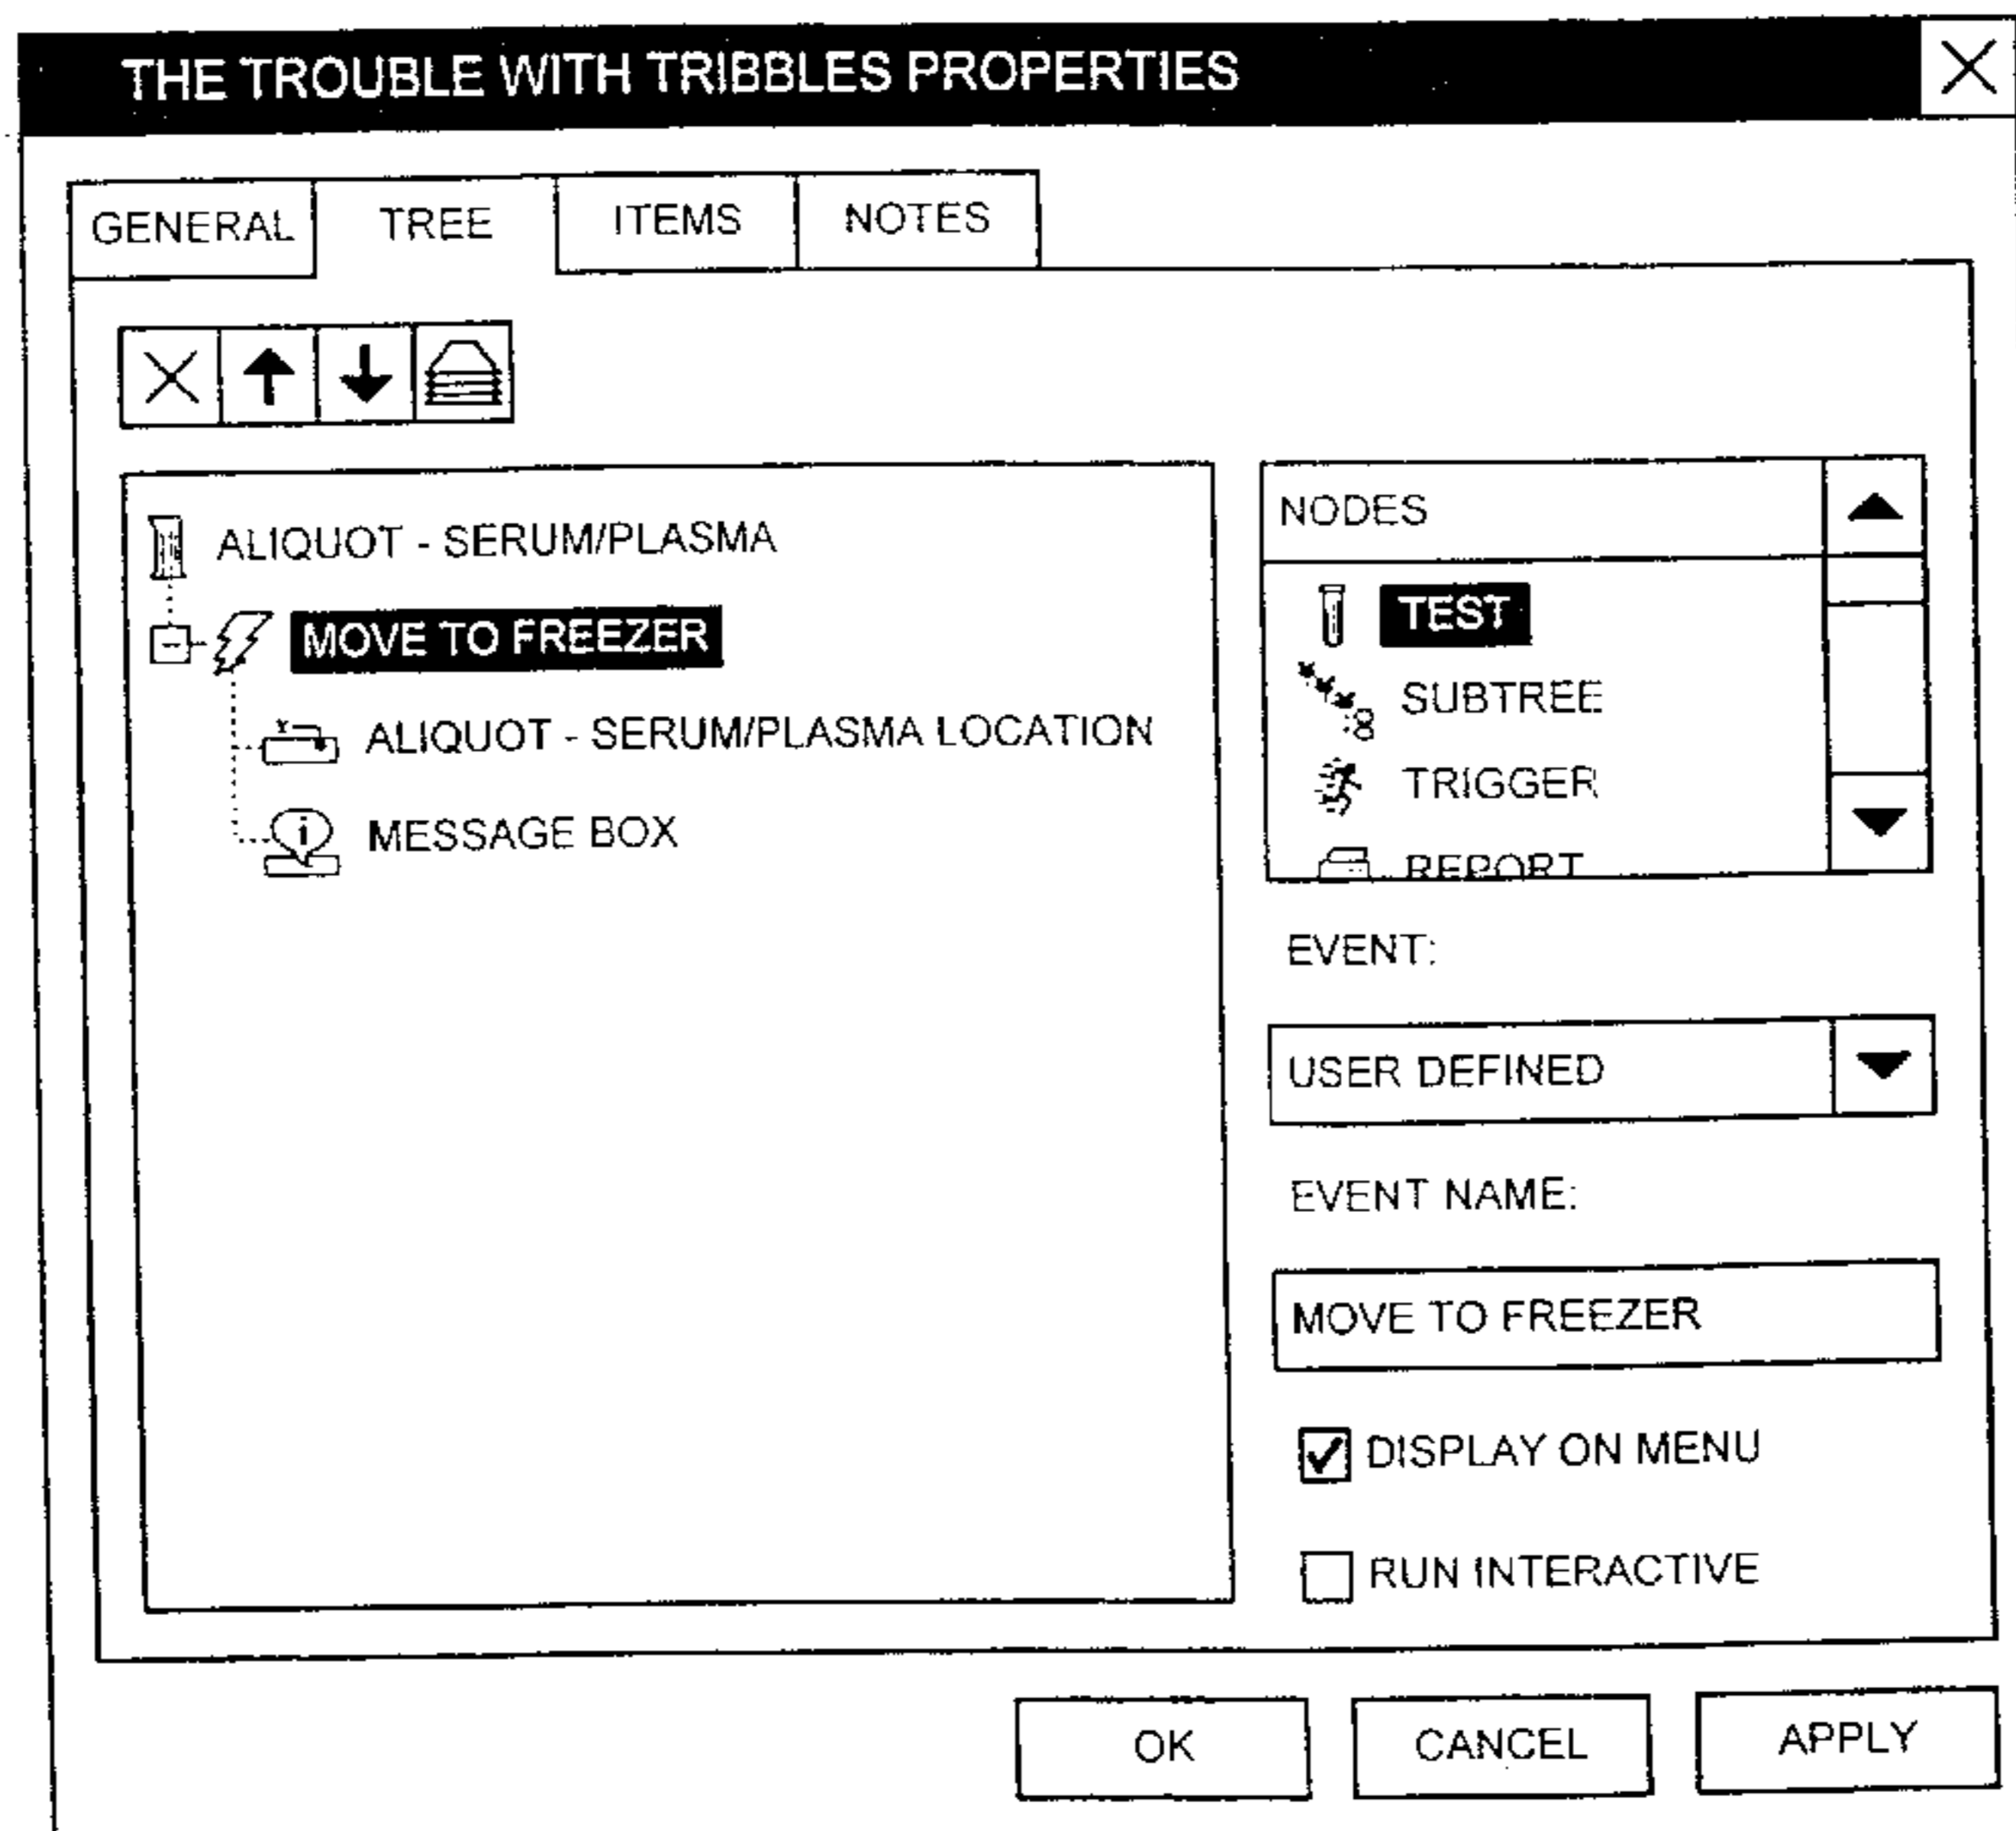 THE TROUBLE WITH TRIBBLES PROPERTIES
GENERAL TREE ITEMS NOTES
ALIQUOT - SERUM/PLASMA
MOVE TO FREEZER
ALIQUOT - SERUM/PLASMA LOCATION
MESSAGE BOX
NODES
TEST
SUBTREE
TRIGGER
REPORT
EVENT:
USER DEFINED
EVENT NAME:
MOVE TO FREEZER
DISPLAY ON MENU
RUN INTERACTIVE
OK CANCEL APPLY